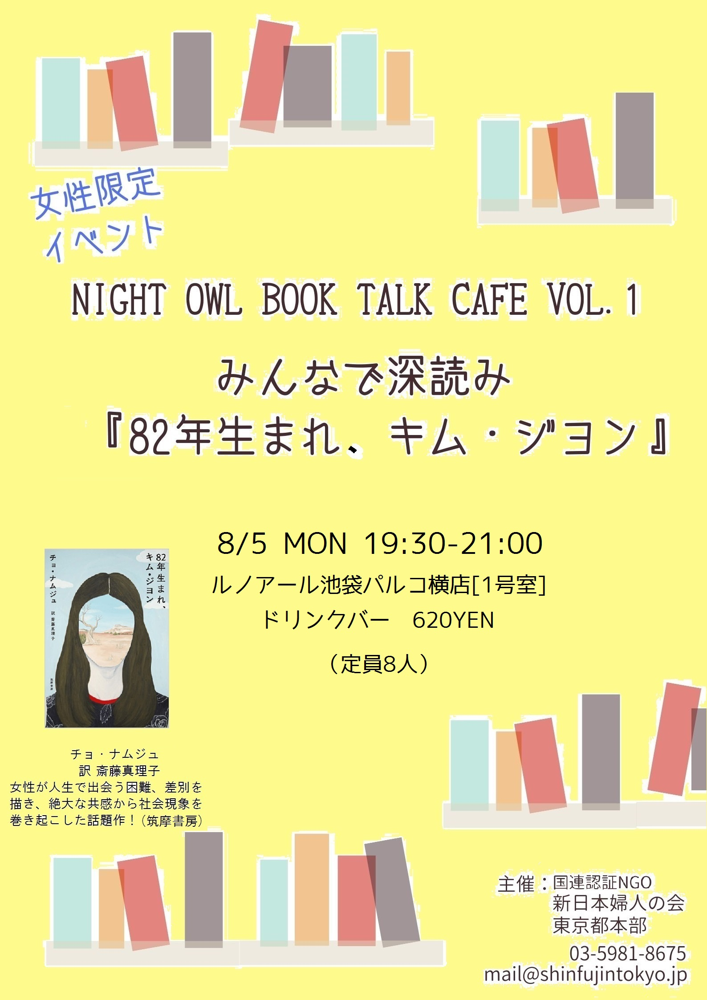 女性限定
イベント
NIGHT OWL BOOK TALK CAFE VOL.1
みんなで深読み
『82年生まれ、キム・ジヨン』
8/5 MON 19:30-21:00
ルノアール池袋パルコ横店[1号室]
ドリンクバー 620YEN
(定員8人)
82年生まれ、
キム・ジヨン
チョ・ナムジュ
訳 斎藤真理子
筑摩書房
チョ・ナムジュ
訳 斎藤真理子
女性が人生で出会う困難、差別を
描き、絶大な共感から社会現象を
巻き起こした話題作！(筑摩書房)
主催：国連認証NGO
新日本婦人の会
東京都本部
03-5981-8675
mail@shinfujintokyo.jp